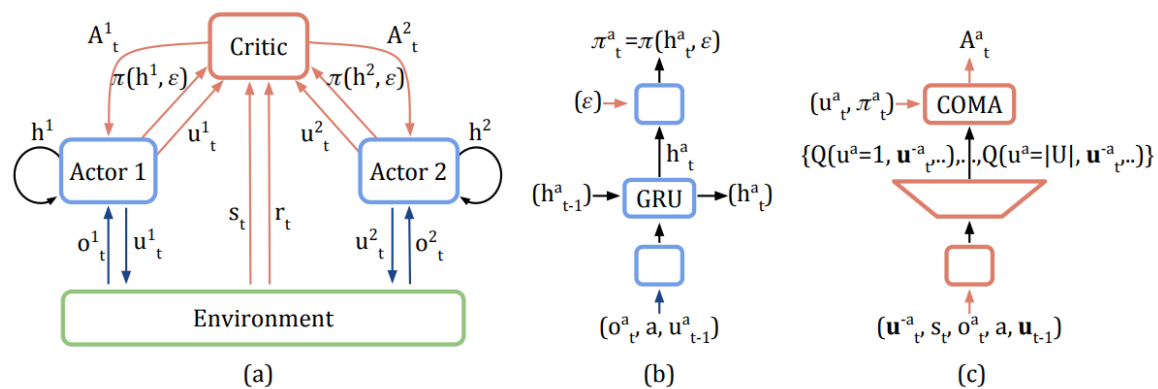 A¹ₜ
Critic
A²ₜ
π(h¹, ε)
π(h², ε)
h¹
u¹ₜ
u²ₜ
h²
Actor 1
Actor 2
o¹ₜ
u¹ₜ
sₜ
rₜ
u²ₜ
o²ₜ
Environment
(a)
πᵃₜ=π(hᵃₜ, ε)
(ε)
hᵃₜ
(hᵃₜ₋₁)
GRU
(hᵃₜ)
(oᵃₜ, a, uᵃₜ₋₁)
(b)
Aᵃₜ
(uᵃₜ, πᵃₜ)
COMA
{Q(uᵃ=1, u⁻ᵃₜ,..),...,Q(uᵃ=|U|, u⁻ᵃₜ,..)}
(u⁻ᵃₜ, sₜ, oᵃₜ, a, uₜ₋₁)
(c)